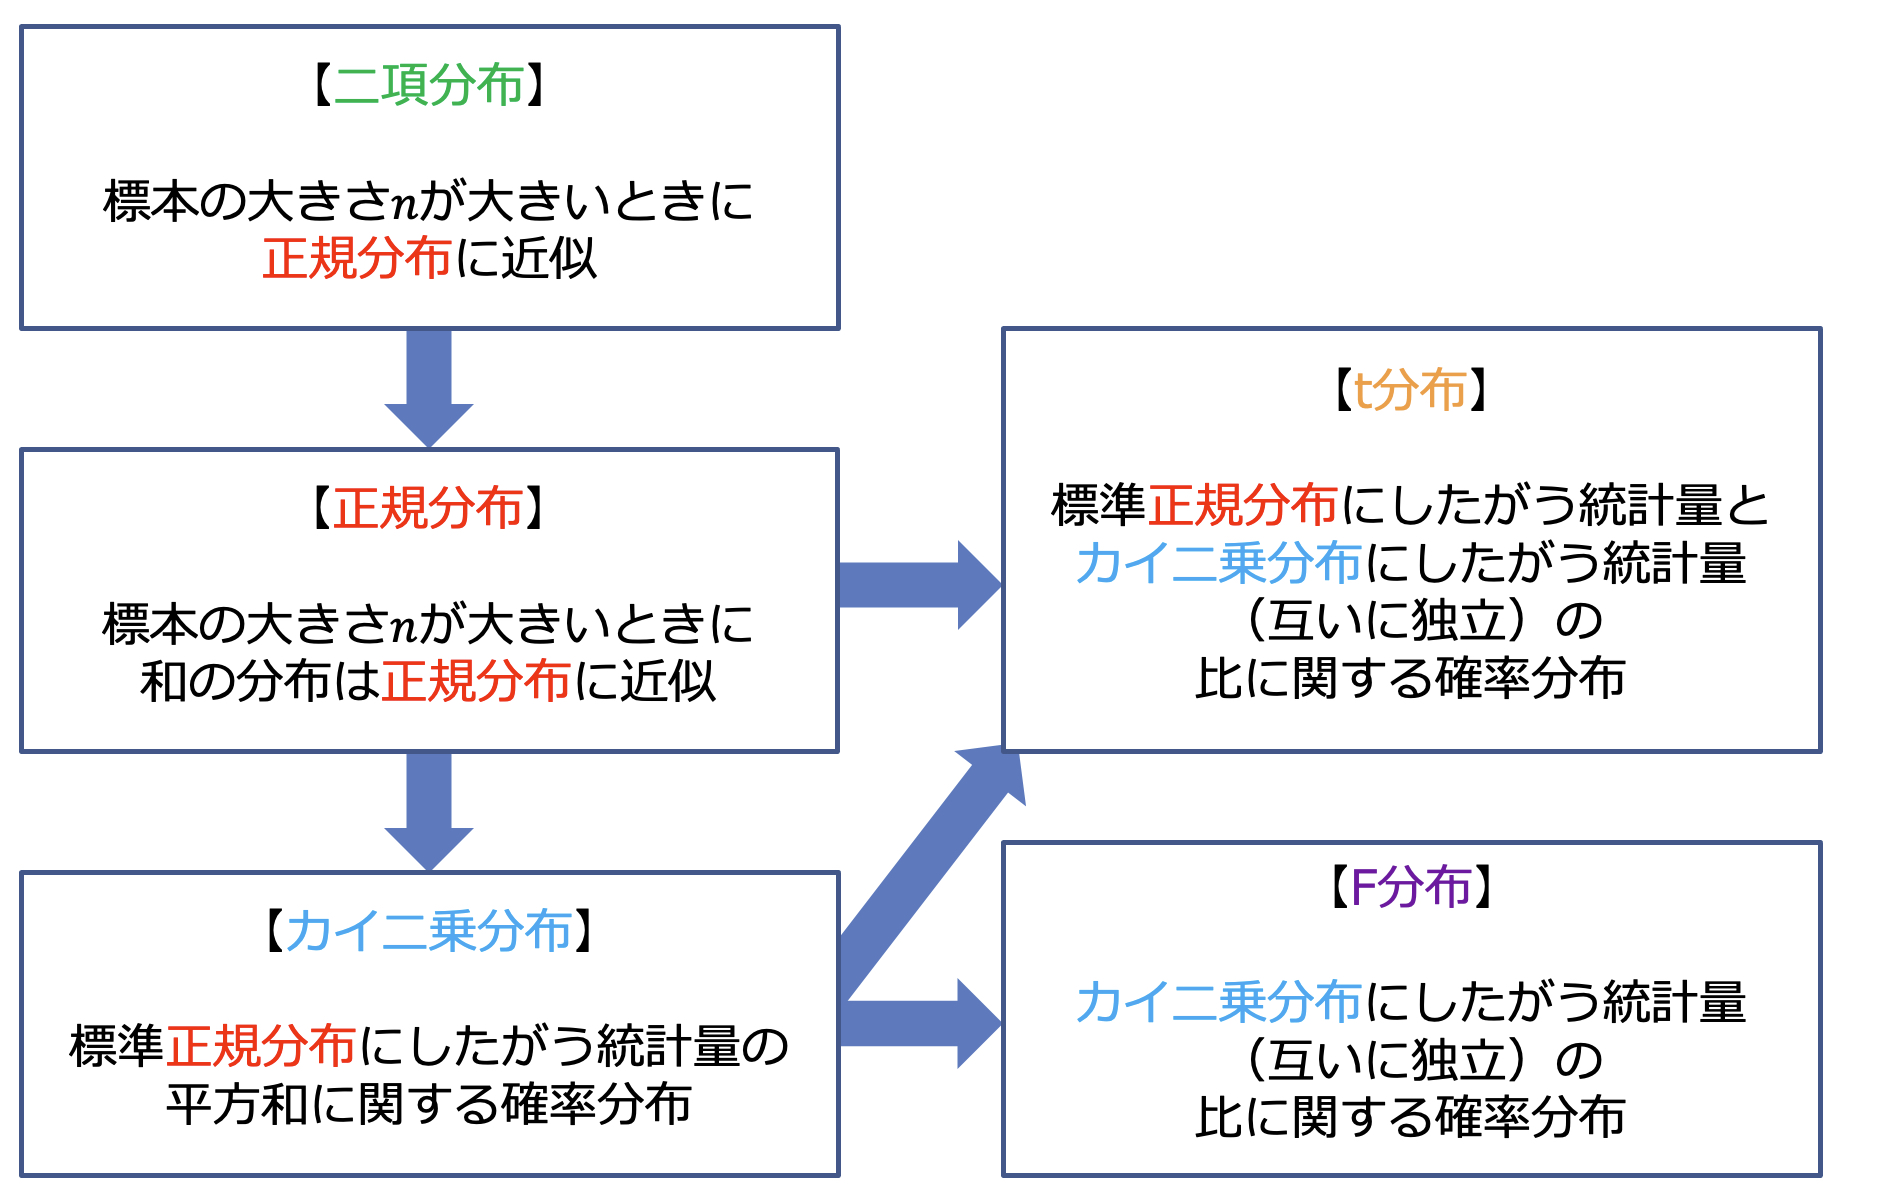 【二項分布】
標本の大きさnが大きいときに
正規分布に近似
【正規分布】
標本の大きさnが大きいときに
和の分布は正規分布に近似
【カイ二乗分布】
標準正規分布にしたがう統計量の
平方和に関する確率分布
【t分布】
標準正規分布にしたがう統計量と
カイ二乗分布にしたがう統計量
（互いに独立）の
比に関する確率分布
【F分布】
カイ二乗分布にしたがう統計量
（互いに独立）の
比に関する確率分布